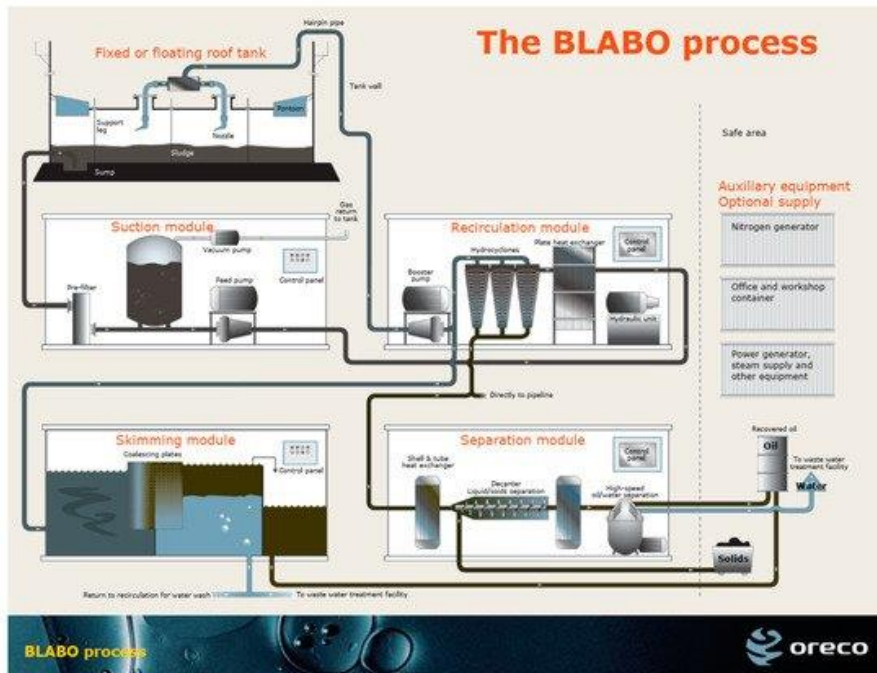 The BLABO process
Fixed or floating roof tank
Hairpin pipe
Tank wall
Support
leg
Pontoon
Nozzle
Sludge
Sump
Safe area
Auxiliary equipment
Optional supply
Nitrogen generator
Office and workshop
container
Power generator,
steam supply and
other equipment
Suction module
Gas
return
to tank
Vacuum pump
Control panel
Pre-filter
Feed pump
Recirculation module
Hydrocyclones
Plate heat exchanger
Control
panel
Booster
pump
Hydraulic unit
Directly to pipeline
Skimming module
Coalescing plates
Control panel
Return to recirculation for water wash
To waste water treatment facility
Separation module
Shell & tube
heat exchanger
Decanter
Liquid/solids separation
High-speed
oil/water separation
Control
panel
Recovered oil
Oil
To waste water
treatment facility
Water
Solids
BLABO process
oreco